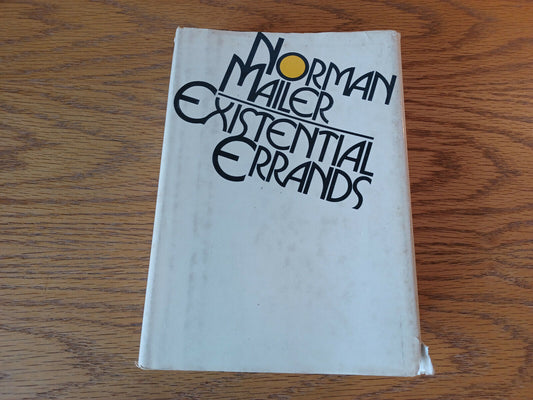 NORMAN
MAILER
EXISTENTIAL
ERRANDS